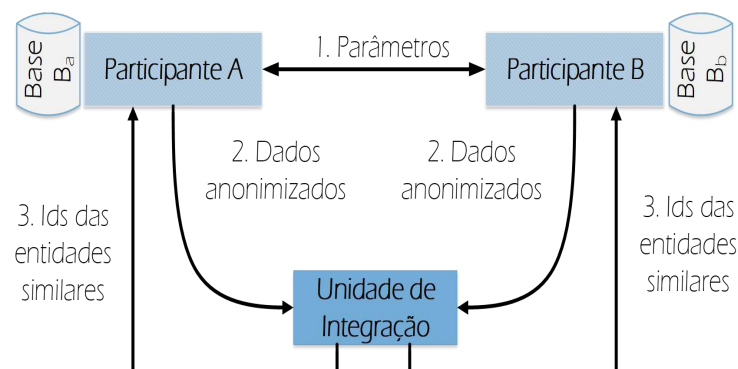 Base
Ba
Participante A
1. Parâmetros
Participante B
Base
Bb
2. Dados
anonimizados
2. Dados
anonimizados
3. Ids das
entidades
similares
3. Ids das
entidades
similares
Unidade de
Integração